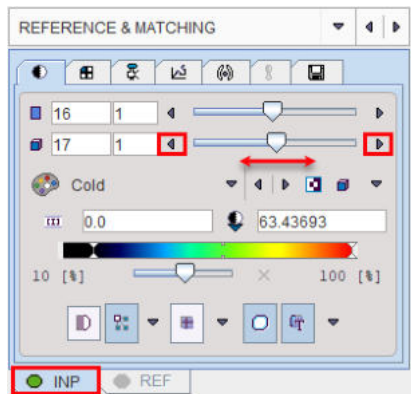 REFERENCE & MATCHING
16 1
17 1
Cold
0.0 63.43693
10 [%] 100 [%]
INP REF